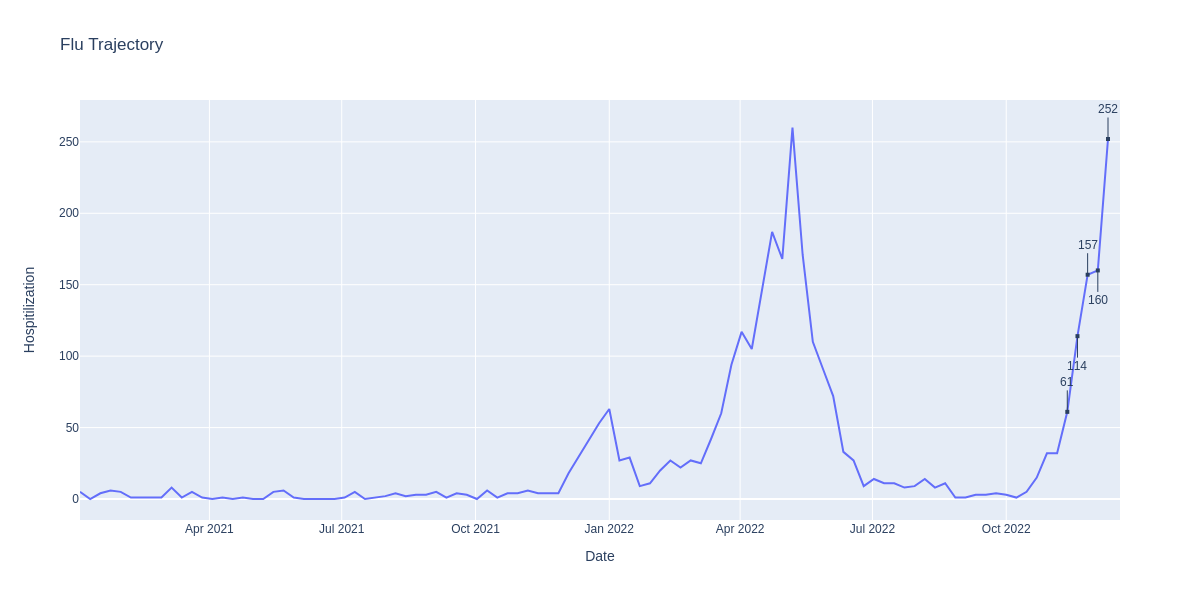 Flu Trajectory
252
250
200
157
150
160
114
100
61
50
0
Hospitilization
Apr 2021
Jul 2021
Oct 2021
Jan 2022
Apr 2022
Jul 2022
Oct 2022
Date